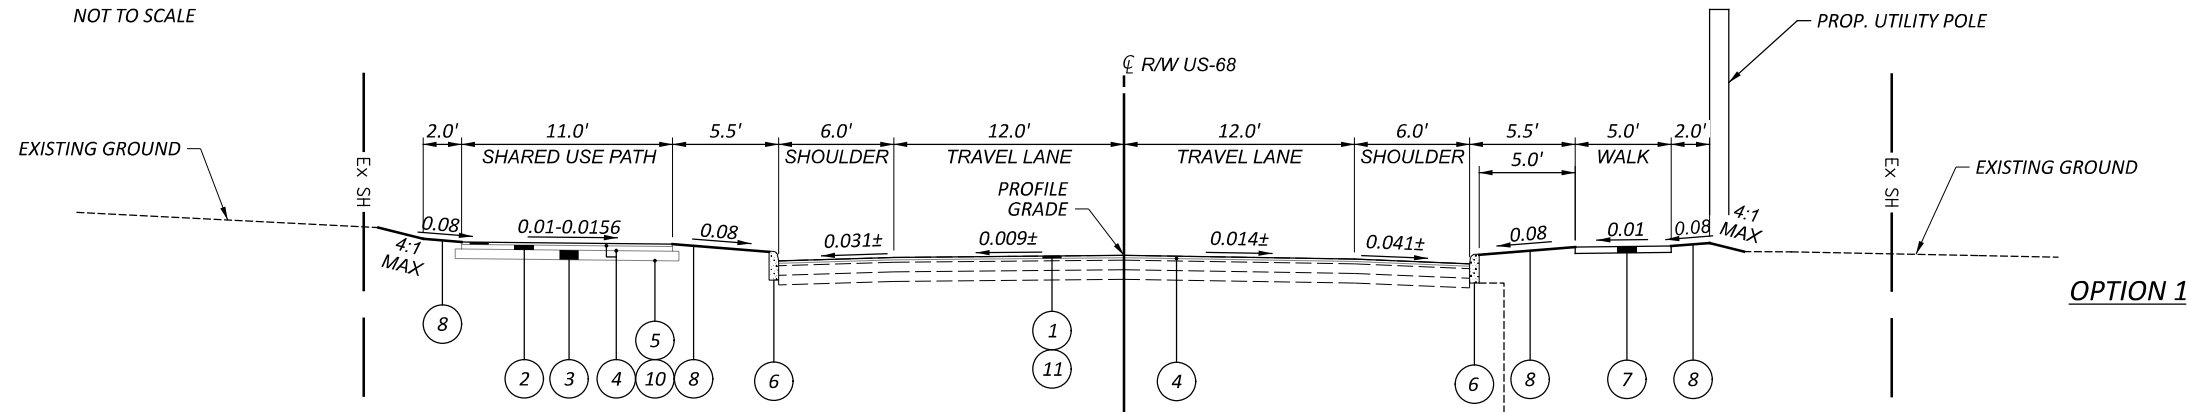 NOT TO SCALE
PROP. UTILITY POLE
℄ R/W US-68
2.0' 11.0' 5.5' 6.0' 12.0' 12.0' 6.0' 5.5' 5.0' 2.0'
EXISTING GROUND
SHARED USE PATH SHOULDER TRAVEL LANE TRAVEL LANE SHOULDER WALK
5.0'
EXISTING GROUND
Ex SH
Ex SH
PROFILE
GRADE
0.08 0.01-0.0156 0.08 0.031± 0.009± 0.014± 0.041± 0.08 0.01 0.08
4:1
MAX
4:1
MAX
OPTION 1
8 5 1
2 3 4 10 8 6 11 4 6 8 7 8